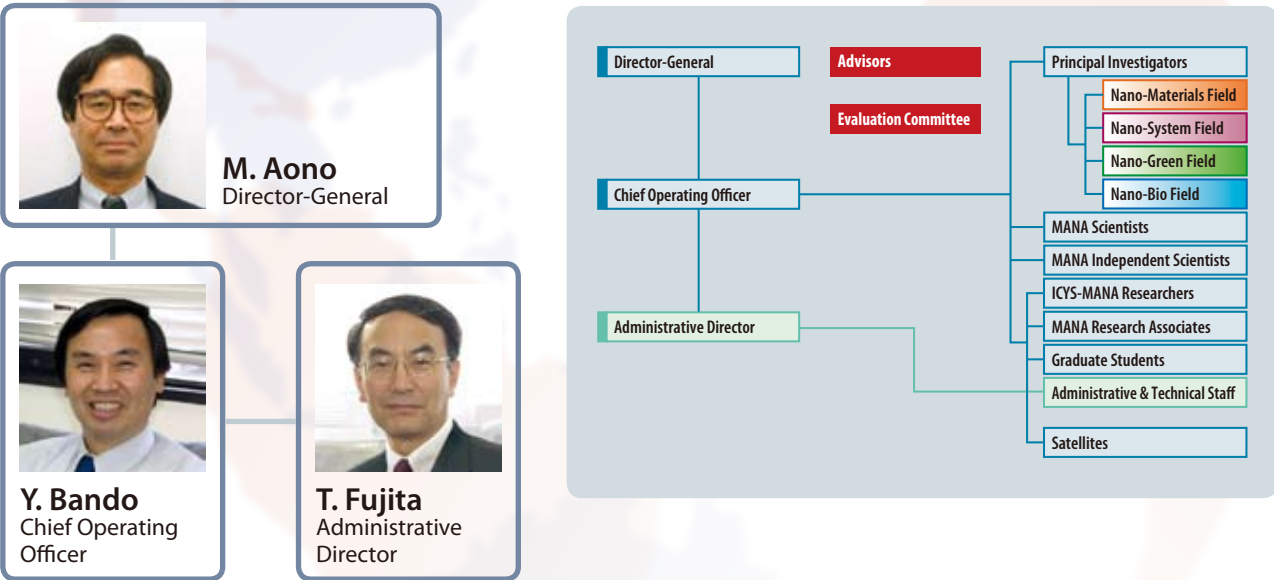 M. Aono
Director-General
Y. Bando
Chief Operating
Officer
T. Fujita
Administrative
Director
Director-General
Chief Operating Officer
Administrative Director
Advisors
Evaluation Committee
Principal Investigators
Nano-Materials Field
Nano-System Field
Nano-Green Field
Nano-Bio Field
MANA Scientists
MANA Independent Scientists
ICYS-MANA Researchers
MANA Research Associates
Graduate Students
Administrative & Technical Staff
Satellites